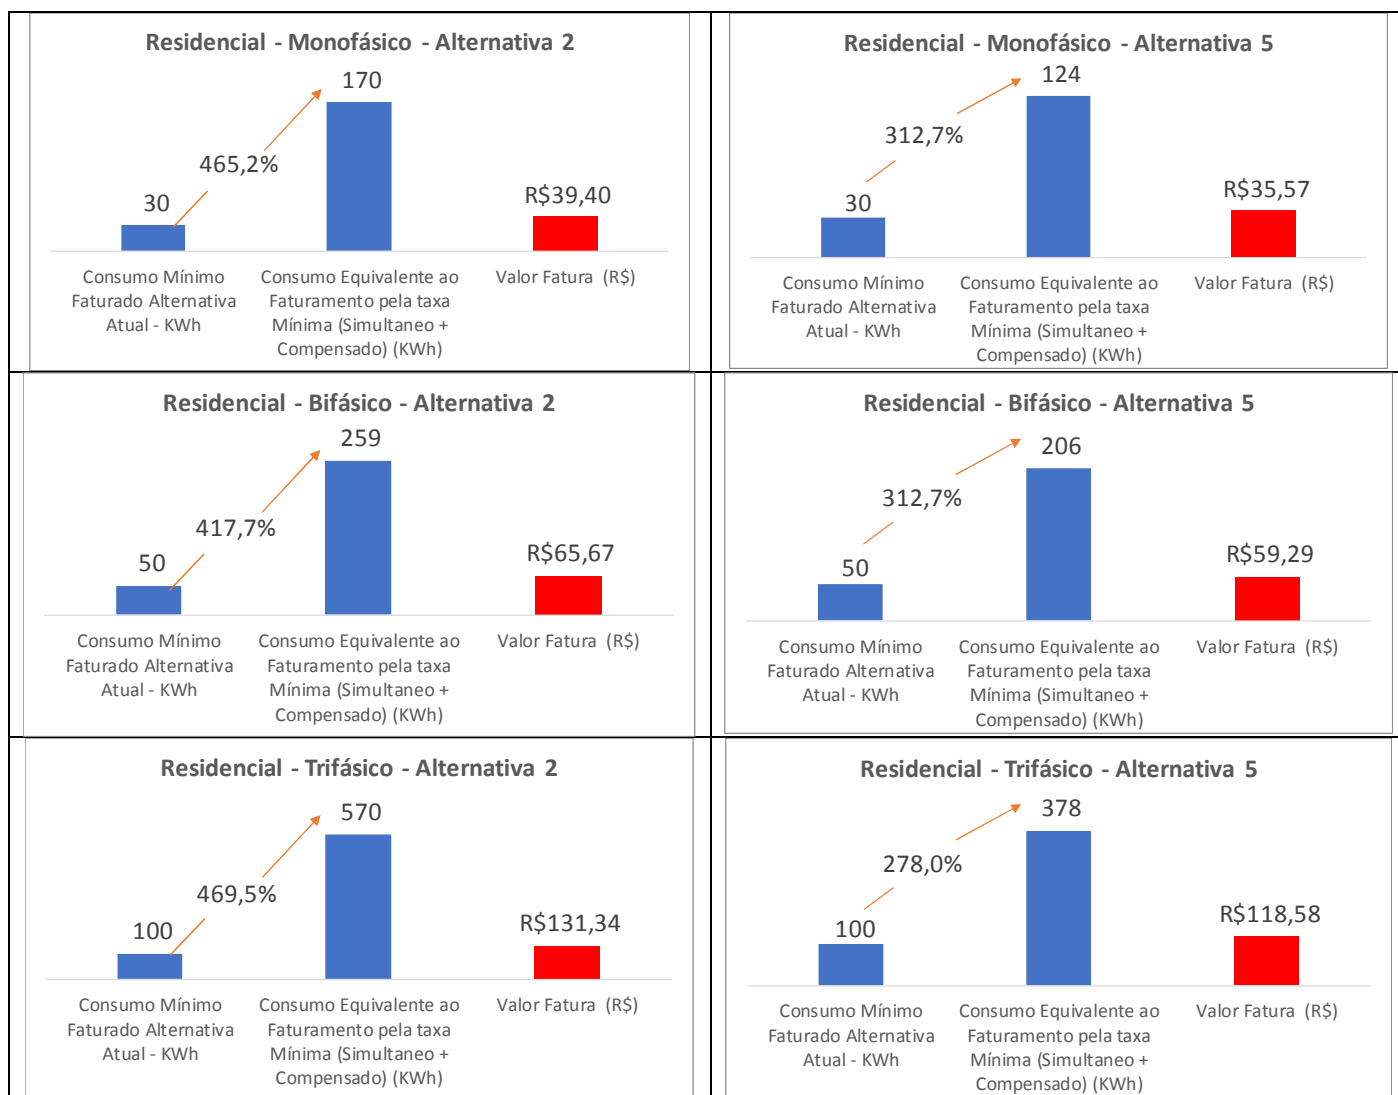 Residencial - Monofásico - Alternativa 2
170
465,2%
30
R$39,40
Consumo Mínimo
Faturado Alternativa
Atual - KWh
Consumo Equivalente ao
Faturamento pela taxa
Mínima (Simultaneo +
Compensado) (KWh)
Valor Fatura (R$)
Residencial - Monofásico - Alternativa 5
124
312,7%
30
R$35,57
Consumo Mínimo
Faturado Alternativa
Atual - KWh
Consumo Equivalente ao
Faturamento pela taxa
Mínima (Simultaneo +
Compensado) (KWh)
Valor Fatura (R$)
Residencial - Bifásico - Alternativa 2
259
417,7%
50
R$65,67
Consumo Mínimo
Faturado Alternativa
Atual - KWh
Consumo Equivalente ao
Faturamento pela taxa
Mínima (Simultaneo +
Compensado) (KWh)
Valor Fatura (R$)
Residencial - Bifásico - Alternativa 5
206
312,7%
50
R$59,29
Consumo Mínimo
Faturado Alternativa
Atual - KWh
Consumo Equivalente ao
Faturamento pela taxa
Mínima (Simultaneo +
Compensado) (KWh)
Valor Fatura (R$)
Residencial - Trifásico - Alternativa 2
570
469,5%
100
R$131,34
Consumo Mínimo
Faturado Alternativa
Atual - KWh
Consumo Equivalente ao
Faturamento pela taxa
Mínima (Simultaneo +
Compensado) (KWh)
Valor Fatura (R$)
Residencial - Trifásico - Alternativa 5
378
278,0%
100
R$118,58
Consumo Mínimo
Faturado Alternativa
Atual - KWh
Consumo Equivalente ao
Faturamento pela taxa
Mínima (Simultaneo +
Compensado) (KWh)
Valor Fatura (R$)